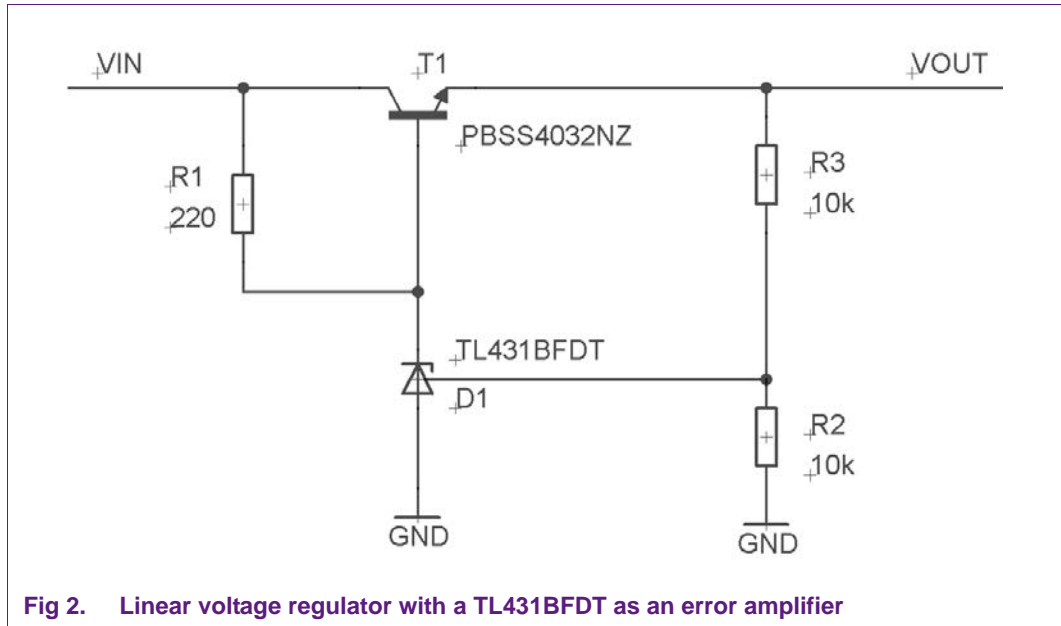 VIN
T1
VOUT
PBSS4032NZ
R1
220
R3
10k
TL431BFDT
D1
R2
10k
GND
GND
Fig 2. Linear voltage regulator with a TL431BFDT as an error amplifier